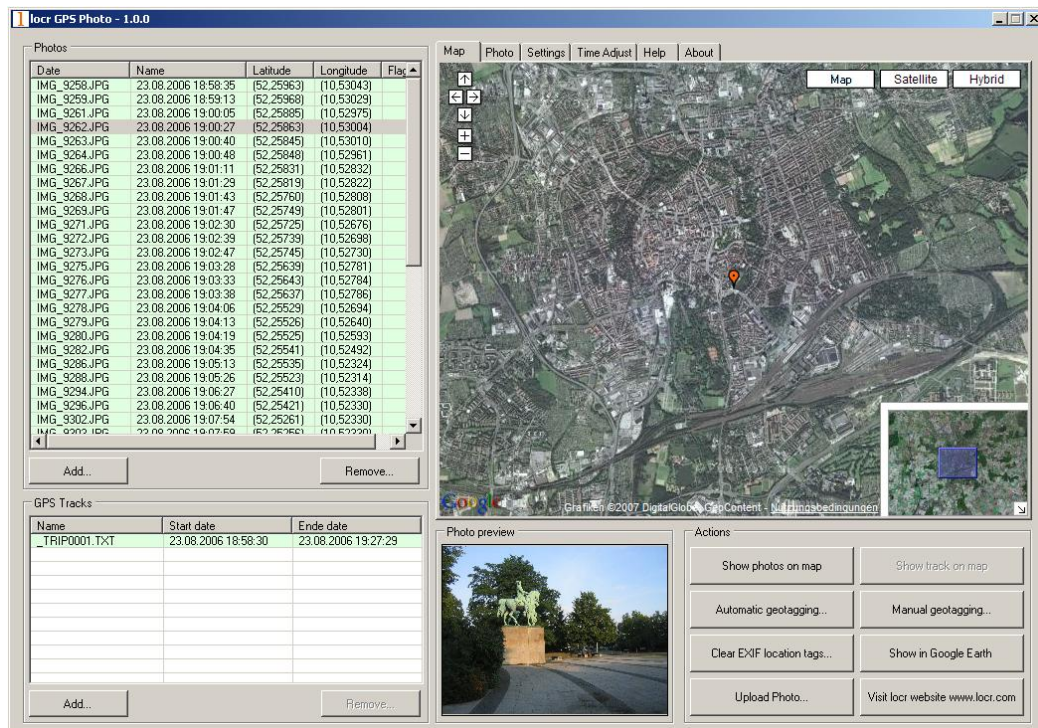 locr GPS Photo - 1.0.0
Photos
Date Name Latitude Longitude Flag
IMG_9258.JPG 23.08.2006 18:58:35 (52,25963) (10,53043)
IMG_9259.JPG 23.08.2006 18:59:13 (52,25968) (10,53029)
IMG_9261.JPG 23.08.2006 19:00:05 (52,25885) (10,52975)
IMG_9262.JPG 23.08.2006 19:00:27 (52,25863) (10,53004)
IMG_9263.JPG 23.08.2006 19:00:40 (52,25845) (10,53010)
IMG_9264.JPG 23.08.2006 19:00:48 (52,25848) (10,52961)
IMG_9266.JPG 23.08.2006 19:01:11 (52,25831) (10,52832)
IMG_9267.JPG 23.08.2006 19:01:29 (52,25819) (10,52822)
IMG_9268.JPG 23.08.2006 19:01:43 (52,25760) (10,52808)
IMG_9269.JPG 23.08.2006 19:01:47 (52,25749) (10,52801)
IMG_9271.JPG 23.08.2006 19:02:30 (52,25725) (10,52676)
IMG_9272.JPG 23.08.2006 19:02:39 (52,25739) (10,52698)
IMG_9273.JPG 23.08.2006 19:02:47 (52,25745) (10,52730)
IMG_9275.JPG 23.08.2006 19:03:28 (52,25639) (10,52781)
IMG_9276.JPG 23.08.2006 19:03:33 (52,25643) (10,52784)
IMG_9277.JPG 23.08.2006 19:03:38 (52,25637) (10,52786)
IMG_9278.JPG 23.08.2006 19:04:06 (52,25529) (10,52694)
IMG_9279.JPG 23.08.2006 19:04:13 (52,25526) (10,52640)
IMG_9280.JPG 23.08.2006 19:04:19 (52,25525) (10,52593)
IMG_9282.JPG 23.08.2006 19:04:35 (52,25541) (10,52492)
IMG_9286.JPG 23.08.2006 19:05:13 (52,25535) (10,52324)
IMG_9288.JPG 23.08.2006 19:05:26 (52,25523) (10,52314)
IMG_9294.JPG 23.08.2006 19:06:27 (52,25410) (10,52338)
IMG_9296.JPG 23.08.2006 19:06:40 (52,25421) (10,52330)
IMG_9302.JPG 23.08.2006 19:07:54 (52,25261) (10,52330)
Add... Remove...
GPS Tracks
Name Start date Ende date
_TRIP0001.TXT 23.08.2006 18:58:30 23.08.2006 19:27:29
Add... Remove...
Map Photo Settings Time Adjust Help About
Map Satellite Hybrid
Google
Grafiken ©2007 DigitalGlobe, GeoContent - Nutzungsbedingungen
Photo preview
Actions
Show photos on map Show track on map
Automatic geotagging... Manual geotagging...
Clear EXIF location tags... Show in Google Earth
Upload Photo... Visit locr website www.locr.com